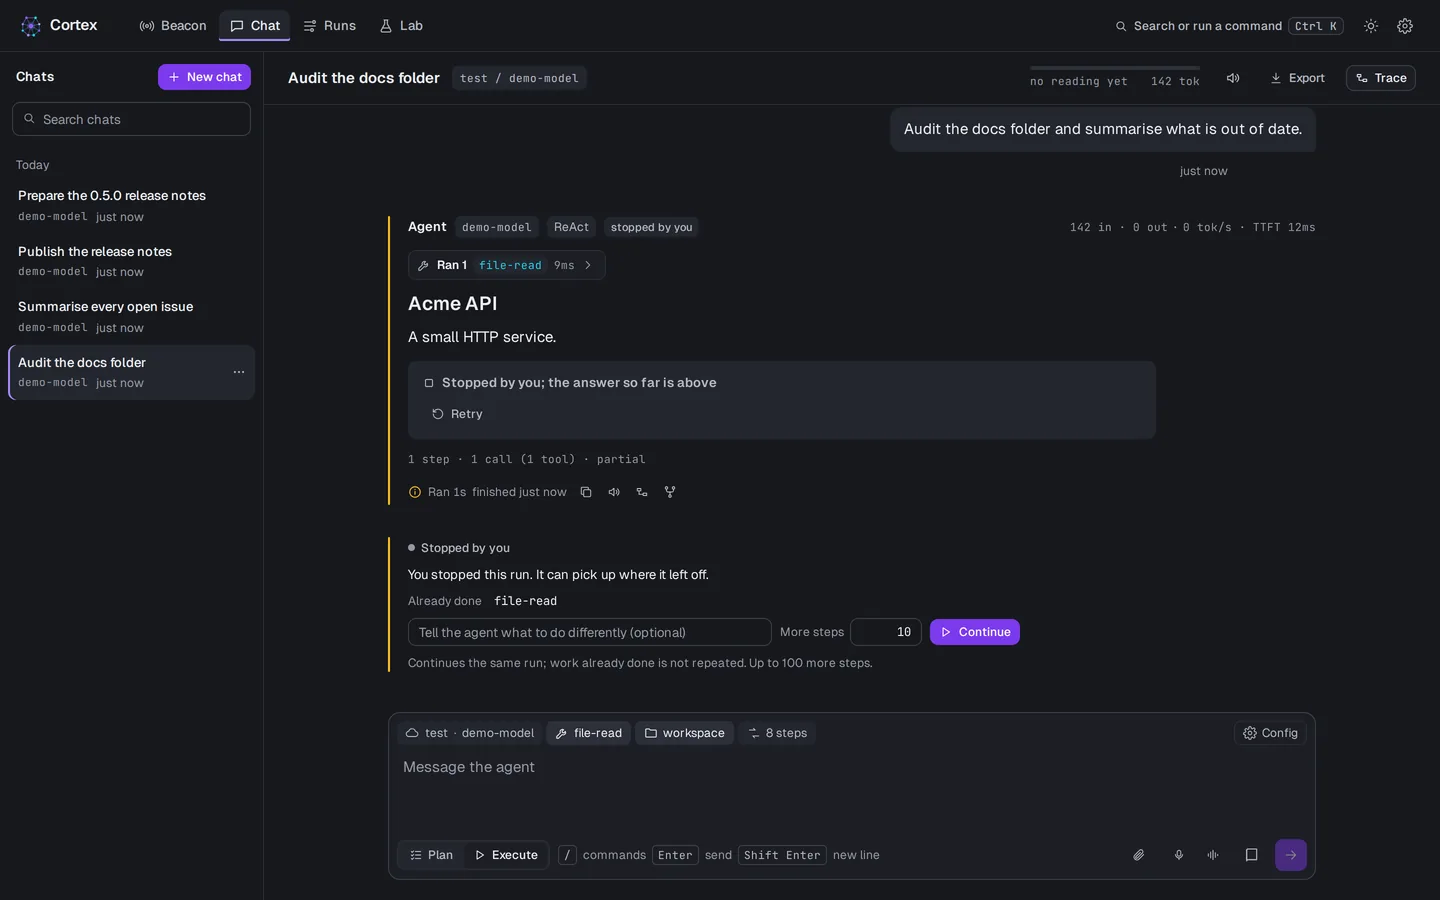 Cortex
Beacon
Chat
Runs
Lab
Search or run a command Ctrl K
Chats
New chat
Search chats
Today
Prepare the 0.5.0 release notes
demo-model just now
Publish the release notes
demo-model just now
Summarise every open issue
demo-model just now
Audit the docs folder
demo-model just now
Audit the docs folder
test / demo-model
no reading yet 142 tok
Export
Trace
Audit the docs folder and summarise what is out of date.
just now
Agent demo-model ReAct stopped by you
142 in · 0 out · 0 tok/s · TTFT 12ms
Ran 1 file-read 9ms
Acme API
A small HTTP service.
Stopped by you; the answer so far is above
Retry
1 step · 1 call (1 tool) · partial
Ran 1s finished just now
Stopped by you
You stopped this run. It can pick up where it left off.
Already done file-read
Tell the agent what to do differently (optional)
More steps 10
Continue
Continues the same run; work already done is not repeated. Up to 100 more steps.
test · demo-model
file-read
workspace
8 steps
Config
Message the agent
Plan
Execute
/ commands Enter send Shift Enter new line